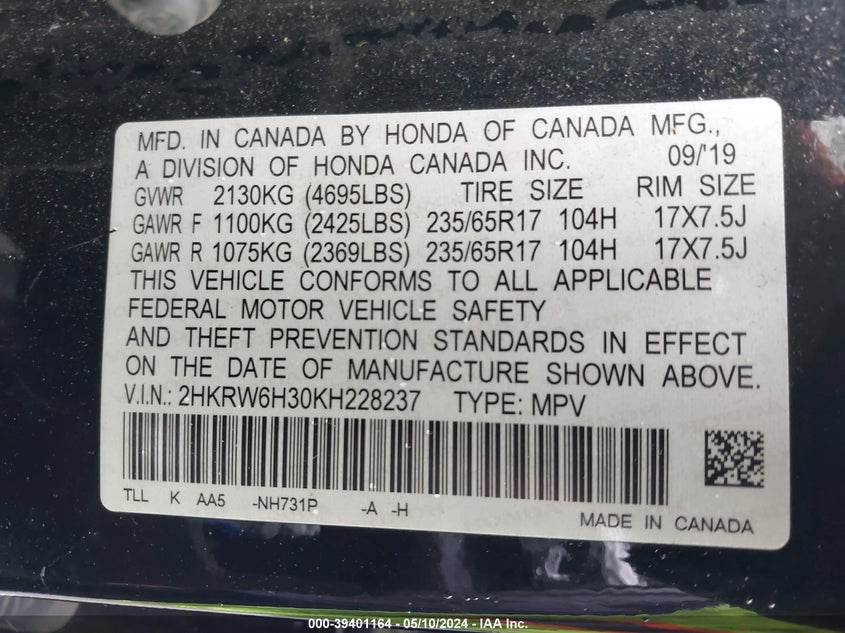 MFD. IN CANADA BY HONDA OF CANADA MFG.,
A DIVISION OF HONDA CANADA INC. 09/'19
GVWR 2130KG (4695LBS) TIRE SIZE RIM SIZE
GAWR F 1100KG (2425LBS) 235/65R17 104H 17X7.5J
GAWR R 1075KG (2369LBS) 235/65R17 104H 17X7.5J
THIS VEHICLE CONFORMS TO ALL APPLICABLE
FEDERAL MOTOR VEHICLE SAFETY
AND THEFT PREVENTION STANDARDS IN EFFECT
ON THE DATE OF MANUFACTURE SHOWN ABOVE.
V.I.N.: 2HKRW6H30KH228237 TYPE: MPV
TLL K AA5 -NH731P -A -H
MADE IN CANADA
000-39401164 - 05/10/2024 - IAA Inc.